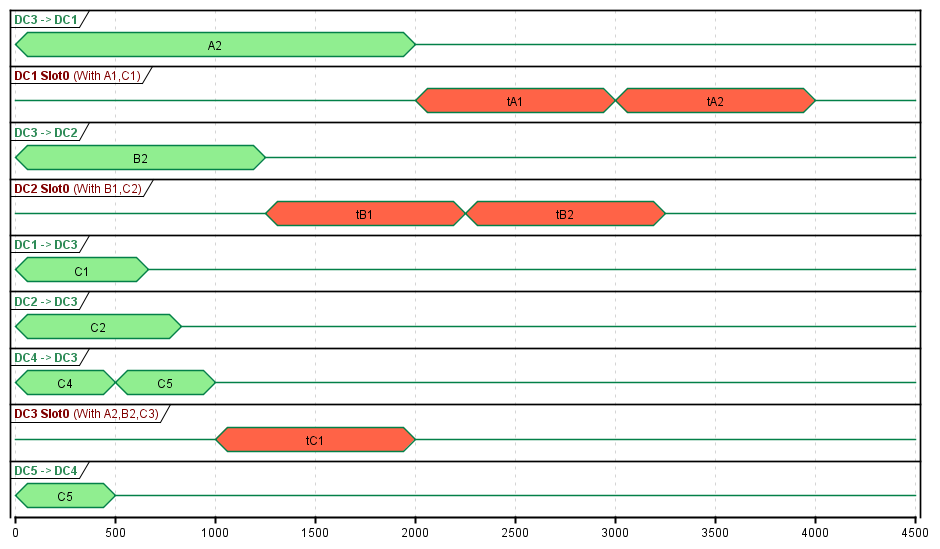 DC3 -> DC1
A2
DC1 Slot0 (With A1,C1)
tA1 tA2
DC3 -> DC2
B2
DC2 Slot0 (With B1,C2)
tB1 tB2
DC1 -> DC3
C1
DC2 -> DC3
C2
DC4 -> DC3
C4 C5
DC3 Slot0 (With A2,B2,C3)
tC1
DC5 -> DC4
C5
0 500 1000 1500 2000 2500 3000 3500 4000 4500